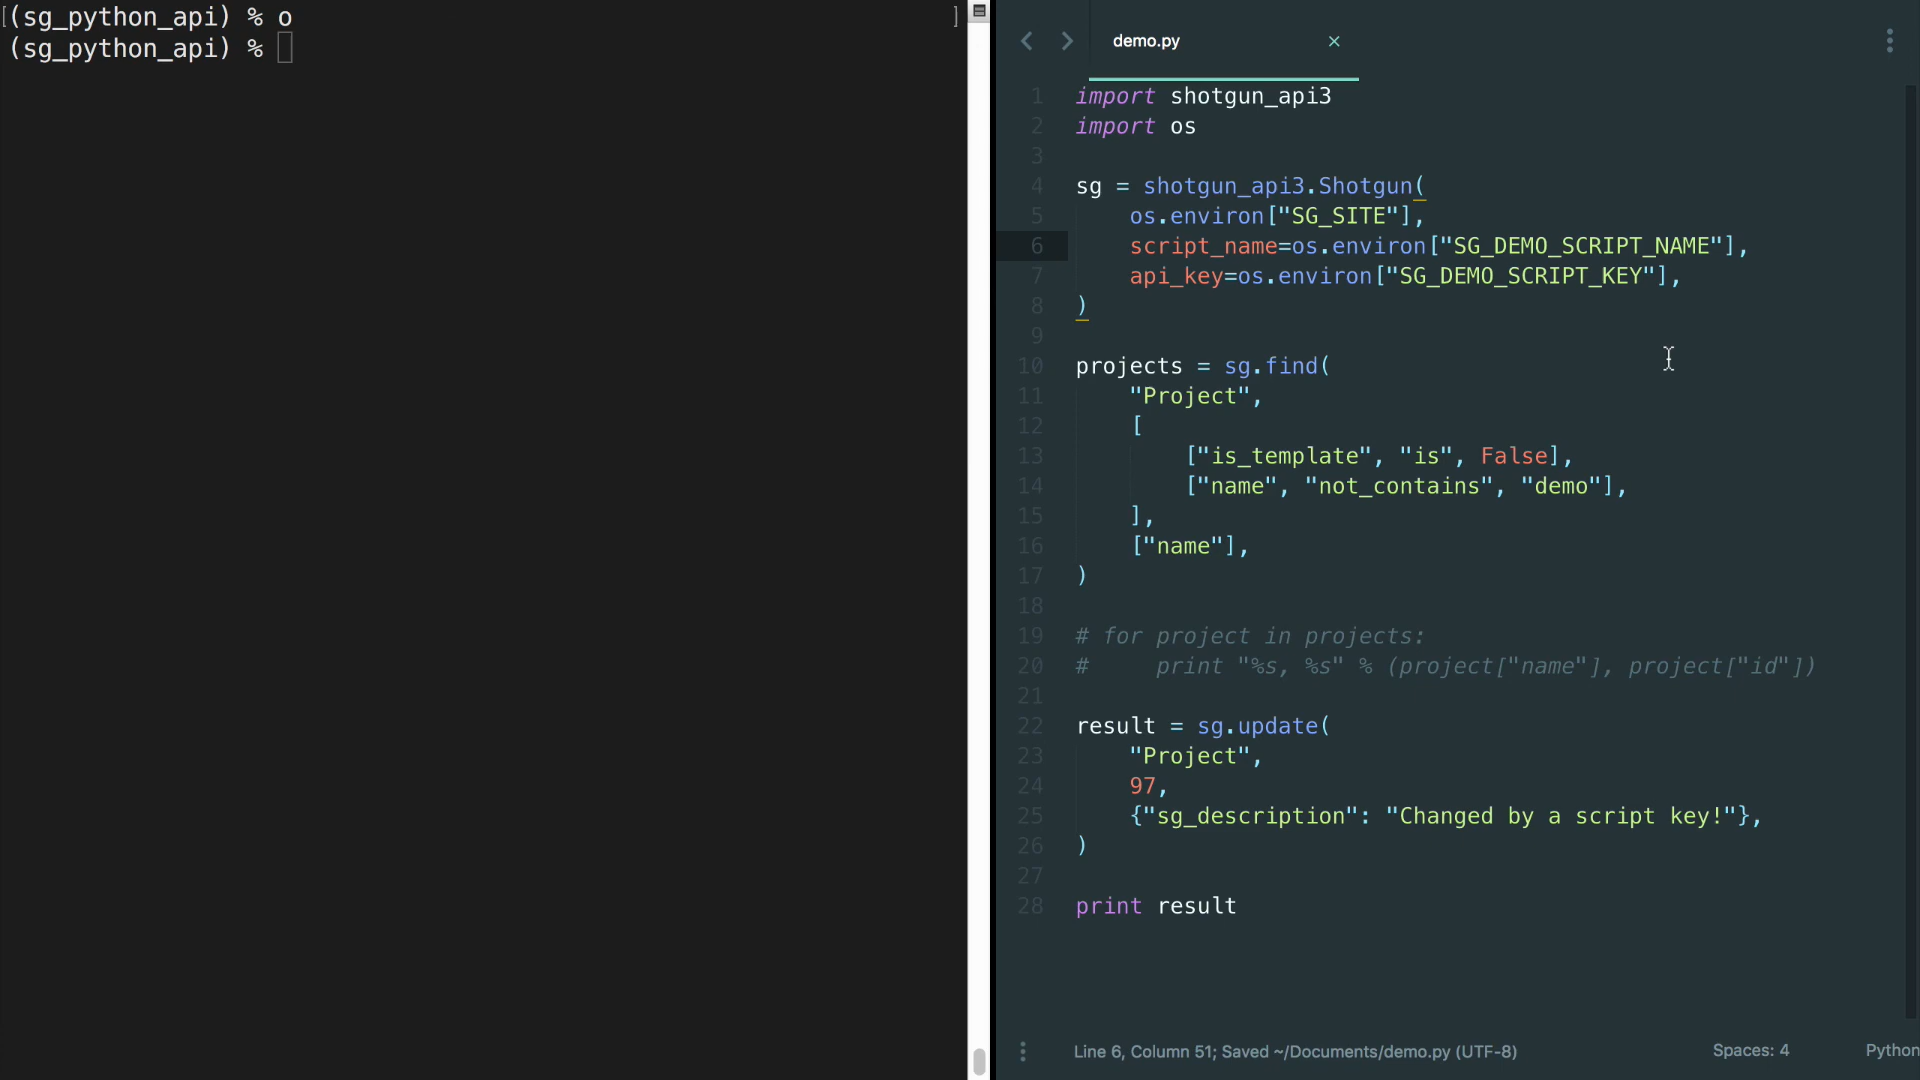 [(sg_python_api) % o ]
(sg_python_api) %
demo.py ×
1 import shotgun_api3
2 import os
3
4 sg = shotgun_api3.Shotgun(
5     os.environ["SG_SITE"],
6     script_name=os.environ["SG_DEMO_SCRIPT_NAME"],
7     api_key=os.environ["SG_DEMO_SCRIPT_KEY"],
8 )
9
10 projects = sg.find(
11     "Project",
12     [
13         ["is_template", "is", False],
14         ["name", "not_contains", "demo"],
15     ],
16     ["name"],
17 )
18
19 # for project in projects:
20 #     print "%s, %s" % (project["name"], project["id"])
21
22 result = sg.update(
23     "Project",
24     97,
25     {"sg_description": "Changed by a script key!"},
26 )
27
28 print result
Line 6, Column 51; Saved ~/Documents/demo.py (UTF-8) Spaces: 4 Python